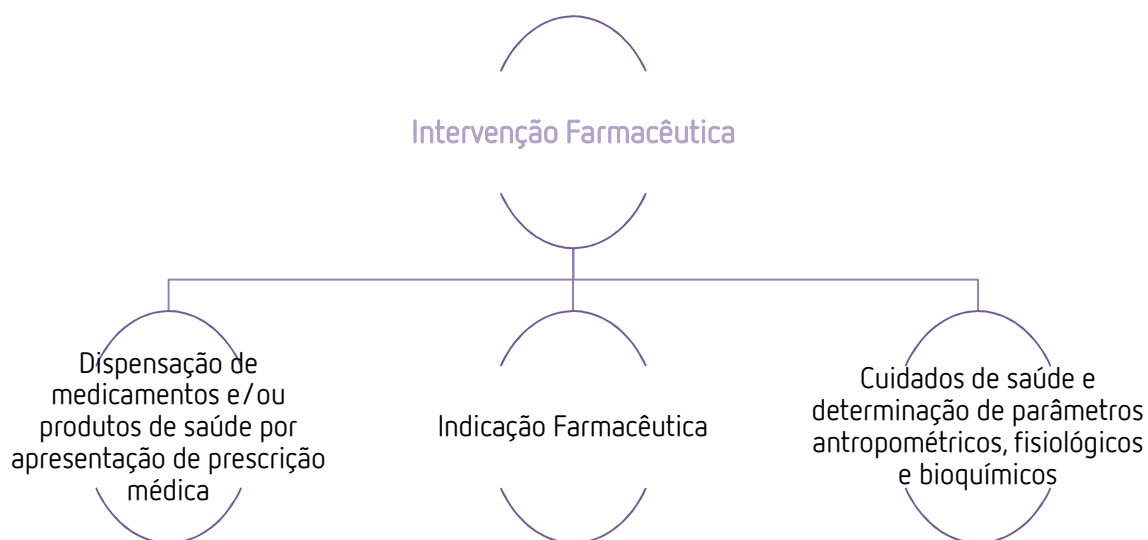 Intervenção Farmacêutica
Dispensação de
medicamentos e/ou
produtos de saúde por
apresentação de prescrição
médica
Indicação Farmacêutica
Cuidados de saúde e
determinação de parâmetros
antropométricos, fisiológicos
e bioquímicos